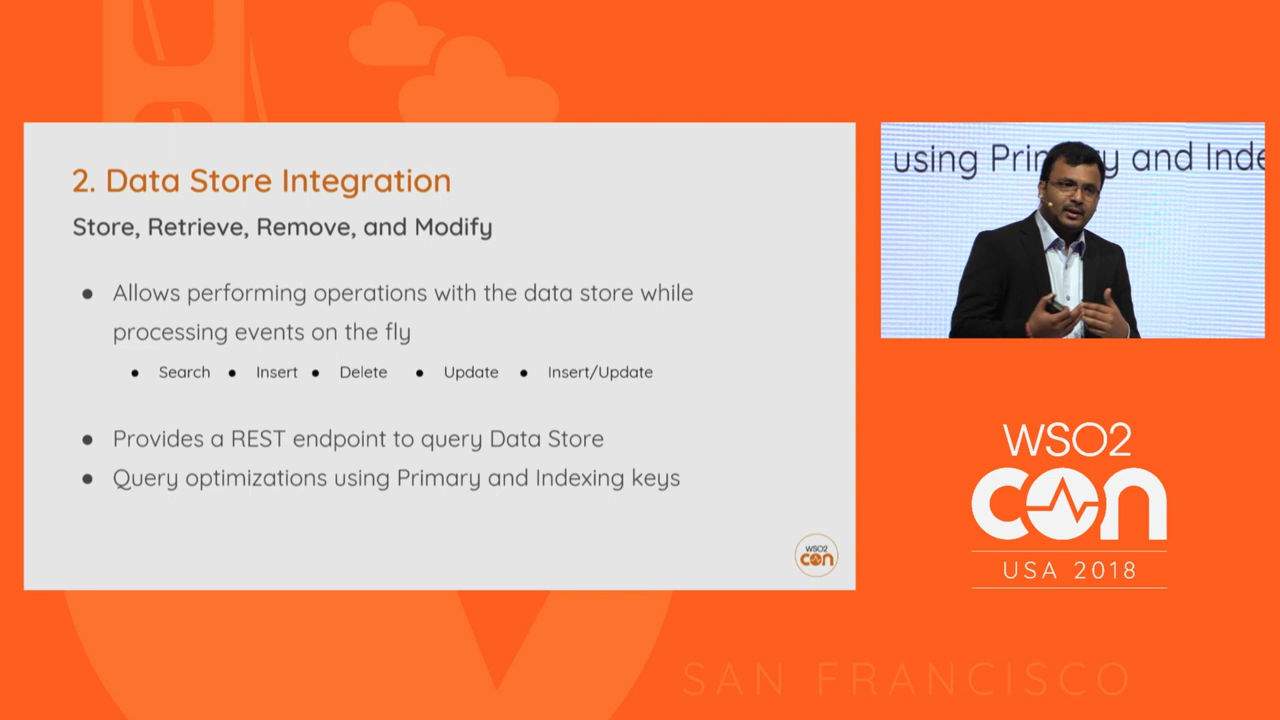 2. Data Store Integration
Store, Retrieve, Remove, and Modify
● Allows performing operations with the data store while
processing events on the fly
● Search ● Insert ● Delete ● Update ● Insert/Update
● Provides a REST endpoint to query Data Store
● Query optimizations using Primary and Indexing keys
WSO2
con
using Prim y and Inde
WSO2
con
USA 2018
SAN FRANCISCO